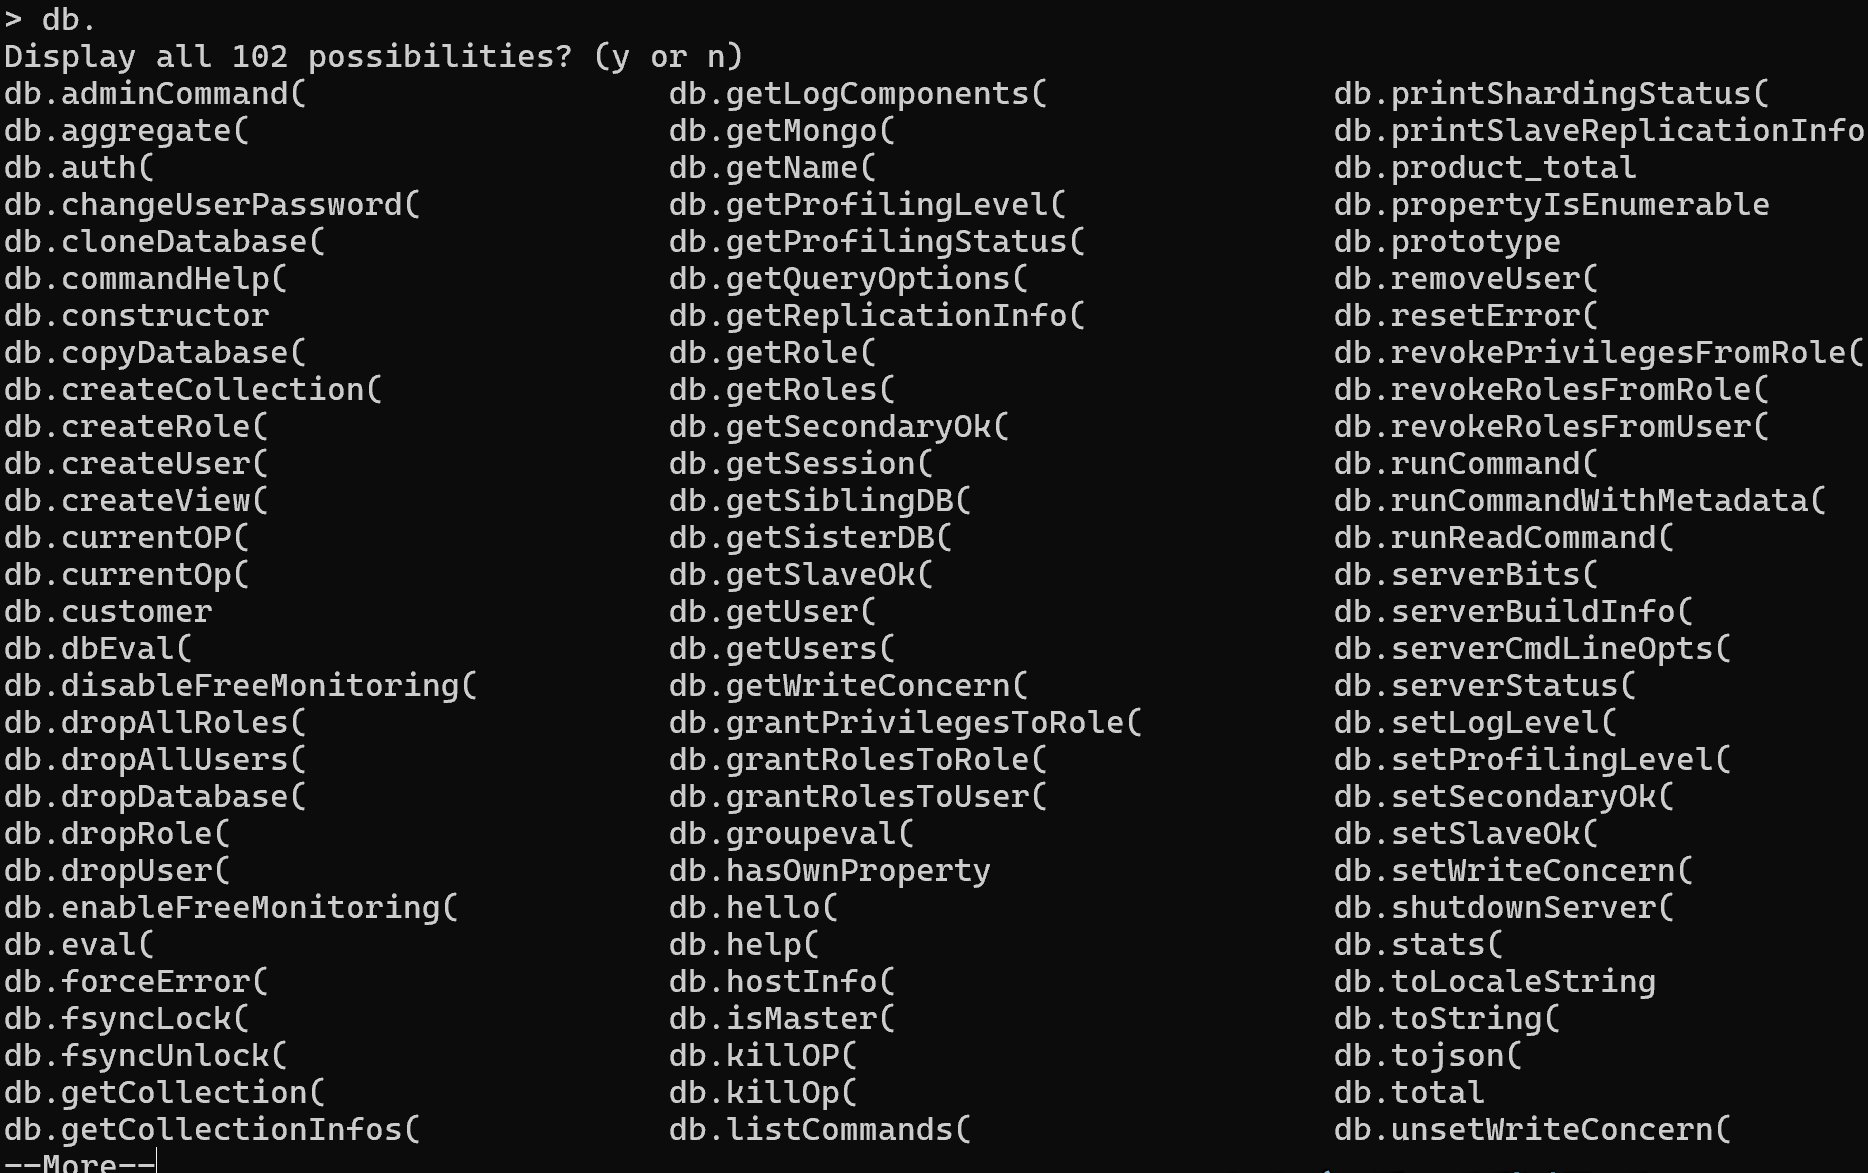 > db.
Display all 102 possibilities? (y or n)
db.adminCommand( db.getLogComponents( db.printShardingStatus(
db.aggregate( db.getMongo( db.printSlaveReplicationInfo
db.auth( db.getName( db.product_total
db.changeUserPassword( db.getProfilingLevel( db.propertyIsEnumerable
db.cloneDatabase( db.getProfilingStatus( db.prototype
db.commandHelp( db.getQueryOptions( db.removeUser(
db.constructor db.getReplicationInfo( db.resetError(
db.copyDatabase( db.getRole( db.revokePrivilegesFromRole(
db.createCollection( db.getRoles( db.revokeRolesFromRole(
db.createRole( db.getSecondaryOk( db.revokeRolesFromUser(
db.createUser( db.getSession( db.runCommand(
db.createView( db.getSiblingDB( db.runCommandWithMetadata(
db.currentOP( db.getSisterDB( db.runReadCommand(
db.currentOp( db.getSlaveOk( db.serverBits(
db.customer db.getUser( db.serverBuildInfo(
db.dbEval( db.getUsers( db.serverCmdLineOpts(
db.disableFreeMonitoring( db.getWriteConcern( db.serverStatus(
db.dropAllRoles( db.grantPrivilegesToRole( db.setLogLevel(
db.dropAllUsers( db.grantRolesToRole( db.setProfilingLevel(
db.dropDatabase( db.grantRolesToUser( db.setSecondaryOk(
db.dropRole( db.groupeval( db.setSlaveOk(
db.dropUser( db.hasOwnProperty db.setWriteConcern(
db.enableFreeMonitoring( db.hello( db.shutdownServer(
db.eval( db.help( db.stats(
db.forceError( db.hostInfo( db.toLocaleString
db.fsyncLock( db.isMaster( db.toString(
db.fsyncUnlock( db.killOP( db.tojson(
db.getCollection( db.killOp( db.total
db.getCollectionInfos( db.listCommands( db.unsetWriteConcern(
--More--